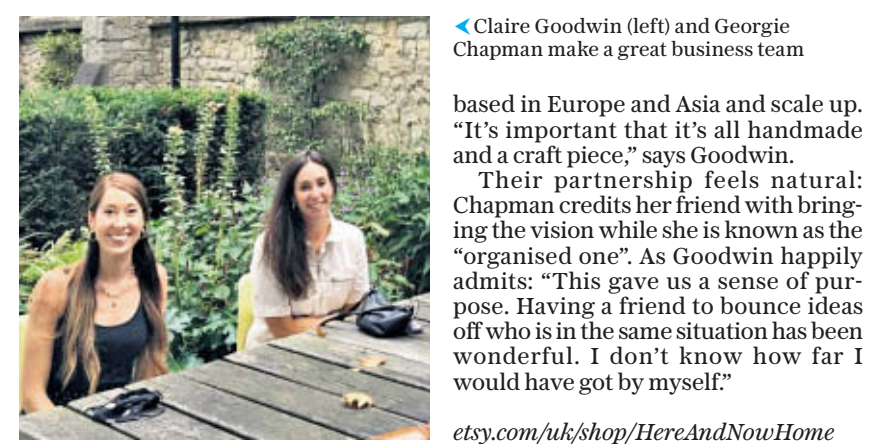 Claire Goodwin (left) and Georgie
Chapman make a great business team
based in Europe and Asia and scale up.
“It’s important that it’s all handmade
and a craft piece,” says Goodwin.
Their partnership feels natural:
Chapman credits her friend with bring-
ing the vision while she is known as the
“organised one”. As Goodwin happily
admits: “This gave us a sense of pur-
pose. Having a friend to bounce ideas
off who is in the same situation has been
wonderful. I don’t know how far I
would have got by myself.”
etsy.com/uk/shop/HereAndNowHome